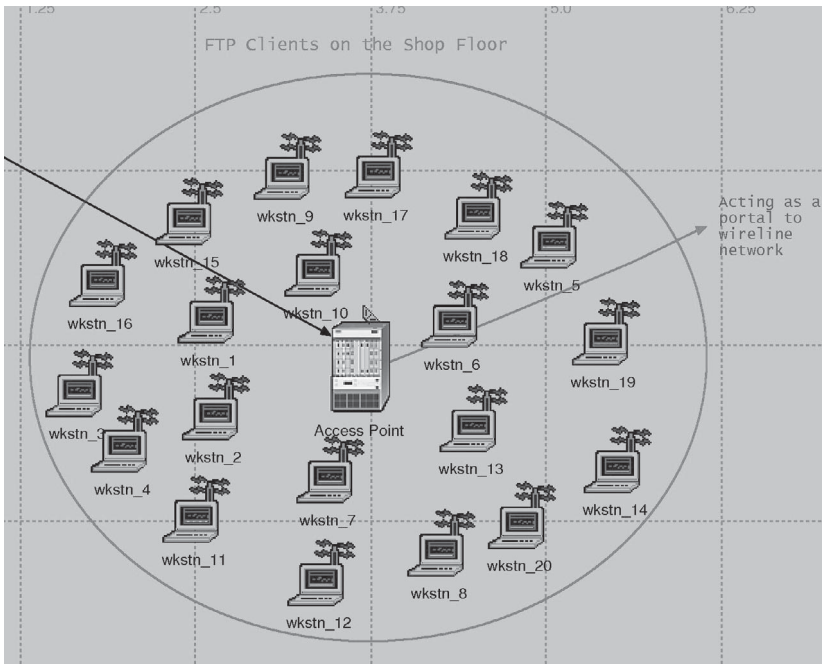 1.25 2.5 3.75 5.0 6.25
FTP Clients on the Shop Floor
wkstn_9
wkstn_17
Acting as a
portal to
wireline
network
wkstn_15
wkstn_18
wkstn_5
wkstn_16
wkstn_10
wkstn_1
wkstn_6
wkstn_19
wkstn_3
Access Point
wkstn_2
wkstn_13
wkstn_4
wkstn_7
wkstn_14
wkstn_11
wkstn_20
wkstn_8
wkstn_12